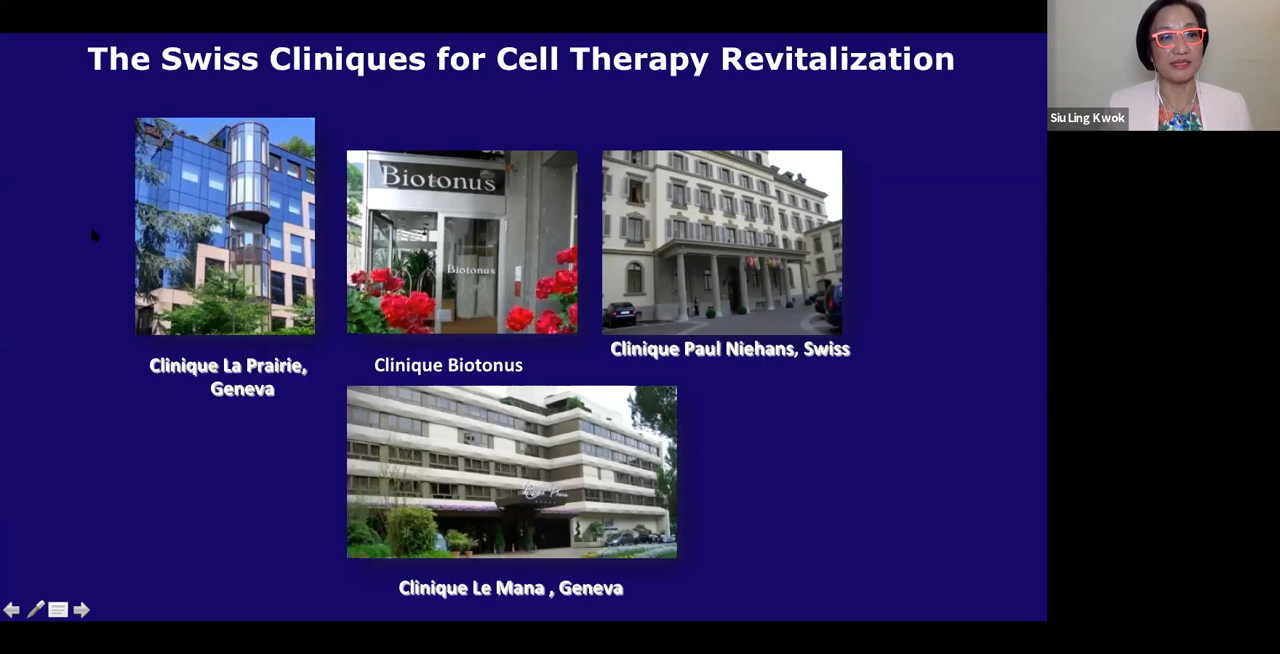 The Swiss Cliniques for Cell Therapy Revitalization
Siu Ling Kwok
Biotonus
Biotonus
Clinique La Prairie,
Geneva
Clinique Biotonus
Clinique Paul Niehans, Swiss
Clinique Le Mana , Geneva